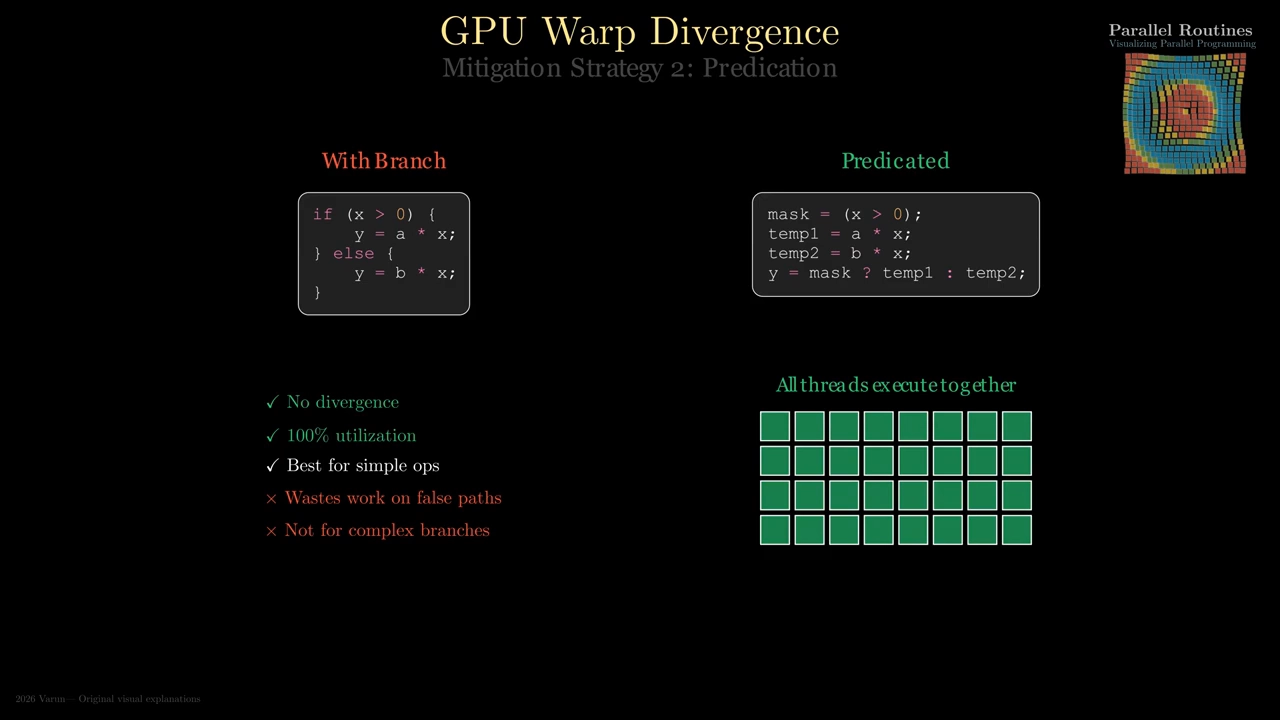 GPU Warp Divergence
Mitigation Strategy 2: Predication
Parallel Routines
Visualizing Parallel Programming
With Branch
if (x > 0) {
    y = a * x;
} else {
    y = b * x;
}
Predicated
mask = (x > 0);
temp1 = a * x;
temp2 = b * x;
y = mask ? temp1 : temp2;
✓ No divergence
✓ 100% utilization
✓ Best for simple ops
× Wastes work on false paths
× Not for complex branches
All threads execute together
2026 Varun — Original visual explanations